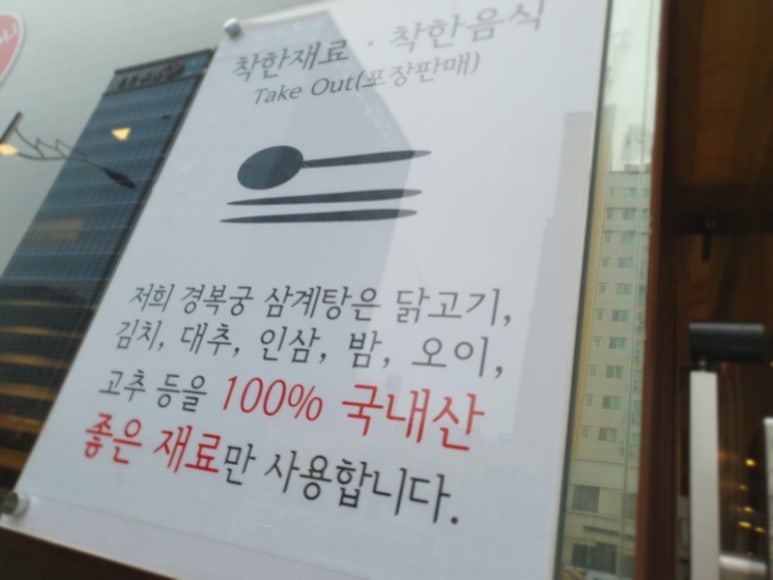 착한재료 · 착한음식
Take Out(포장판매)
저희 경복궁 삼계탕은 닭고기,
김치, 대추, 인삼, 밤, 오이,
고추 등을 100% 국내산
좋은 재료만 사용합니다.